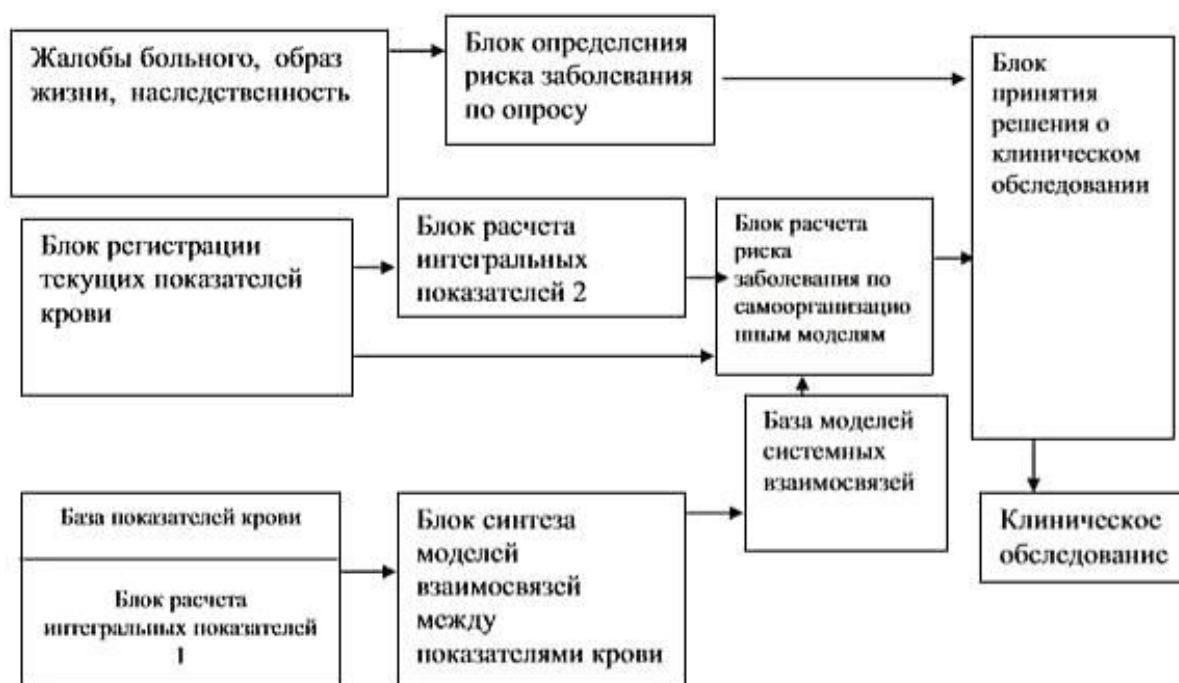 Жалобы больного, образ
жизни, наследственность
Блок определения
риска заболевания
по опросу
Блок
принятия
решения о
клиническом
обследовании
Блок регистрации
текущих показателей
крови
Блок расчета
интегральных
показателей 2
Блок расчета
риска
заболевания по
самоорганизацио
нным моделям
База моделей
системных
взаимосвязей
База показателей крови
Блок расчета
интегральных показателей
1
Блок синтеза
моделей
взаимосвязей
между
показателями крови
Клиническое
обследование